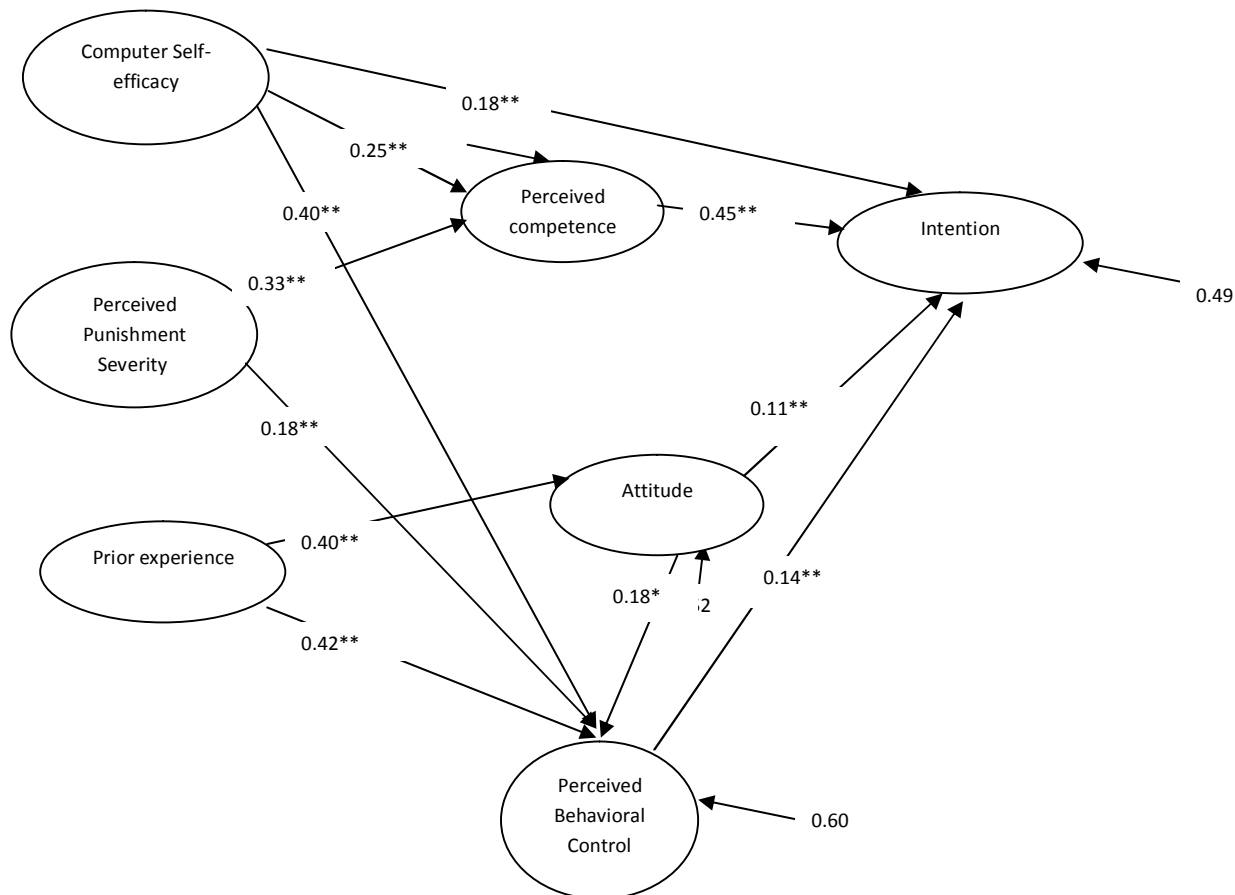 Computer Self-
efficacy
0.18**
0.25**
Perceived
competence
0.40**
0.45**
Intention
0.33**
0.49
Perceived
Punishment
Severity
0.11**
0.18**
Attitude
Prior experience
0.40**
0.14**
0.18*
0.42**
Perceived
Behavioral
Control
0.60